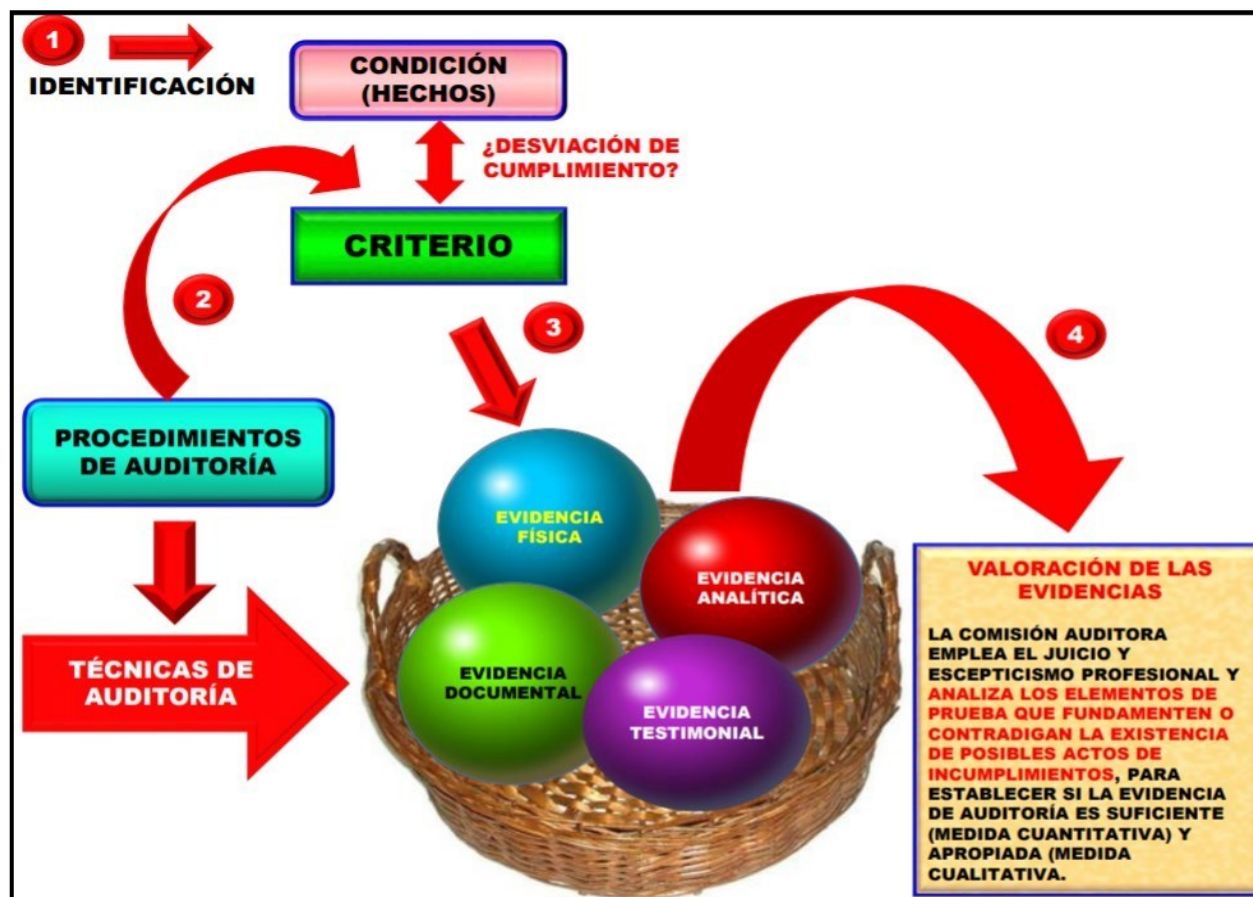 1
IDENTIFICACIÓN
CONDICIÓN
(HECHOS)
¿DESVIACIÓN DE
CUMPLIMIENTO?
CRITERIO
2
3
4
PROCEDIMIENTOS
DE AUDITORÍA
TÉCNICAS DE
AUDITORÍA
EVIDENCIA
FÍSICA
EVIDENCIA
ANALÍTICA
EVIDENCIA
DOCUMENTAL
EVIDENCIA
TESTIMONIAL
VALORACIÓN DE LAS
EVIDENCIAS
LA COMISIÓN AUDITORA
EMPLEA EL JUICIO Y
ESCEPTICISMO PROFESIONAL Y
ANALIZA LOS ELEMENTOS DE
PRUEBA QUE FUNDAMENTEN O
CONTRADIGAN LA EXISTENCIA
DE POSIBLES ACTOS DE
INCUMPLIMIENTOS, PARA
ESTABLECER SI LA EVIDENCIA
DE AUDITORÍA ES SUFICIENTE
(MEDIDA CUANTITATIVA) Y
APROPIADA (MEDIDA
CUALITATIVA.